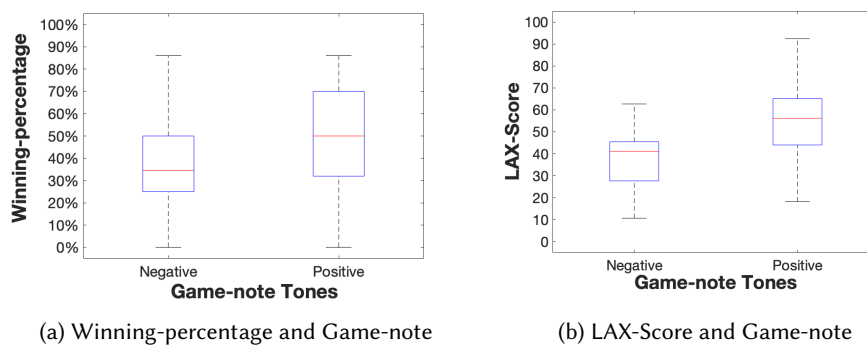 Winning-percentage
100%
90%
80%
70%
60%
50%
40%
30%
20%
10%
0%
Negative
Positive
Game-note Tones
(a) Winning-percentage and Game-note
LAX-Score
100
90
80
70
60
50
40
30
20
10
0
Negative
Positive
Game-note Tones
(b) LAX-Score and Game-note